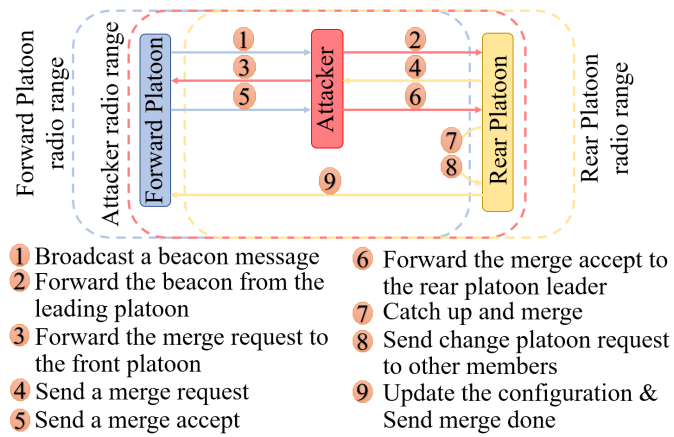 Forward Platoon
radio range
Attacker radio range
Forward Platoon
Attacker
Rear Platoon
Rear Platoon
radio range
1
2
3
4
5
6
7
8
9
1 Broadcast a beacon message
2 Forward the beacon from the
leading platoon
3 Forward the merge request to
the front platoon
4 Send a merge request
5 Send a merge accept
6 Forward the merge accept to
the rear platoon leader
7 Catch up and merge
8 Send change platoon request
to other members
9 Update the configuration &
Send merge done